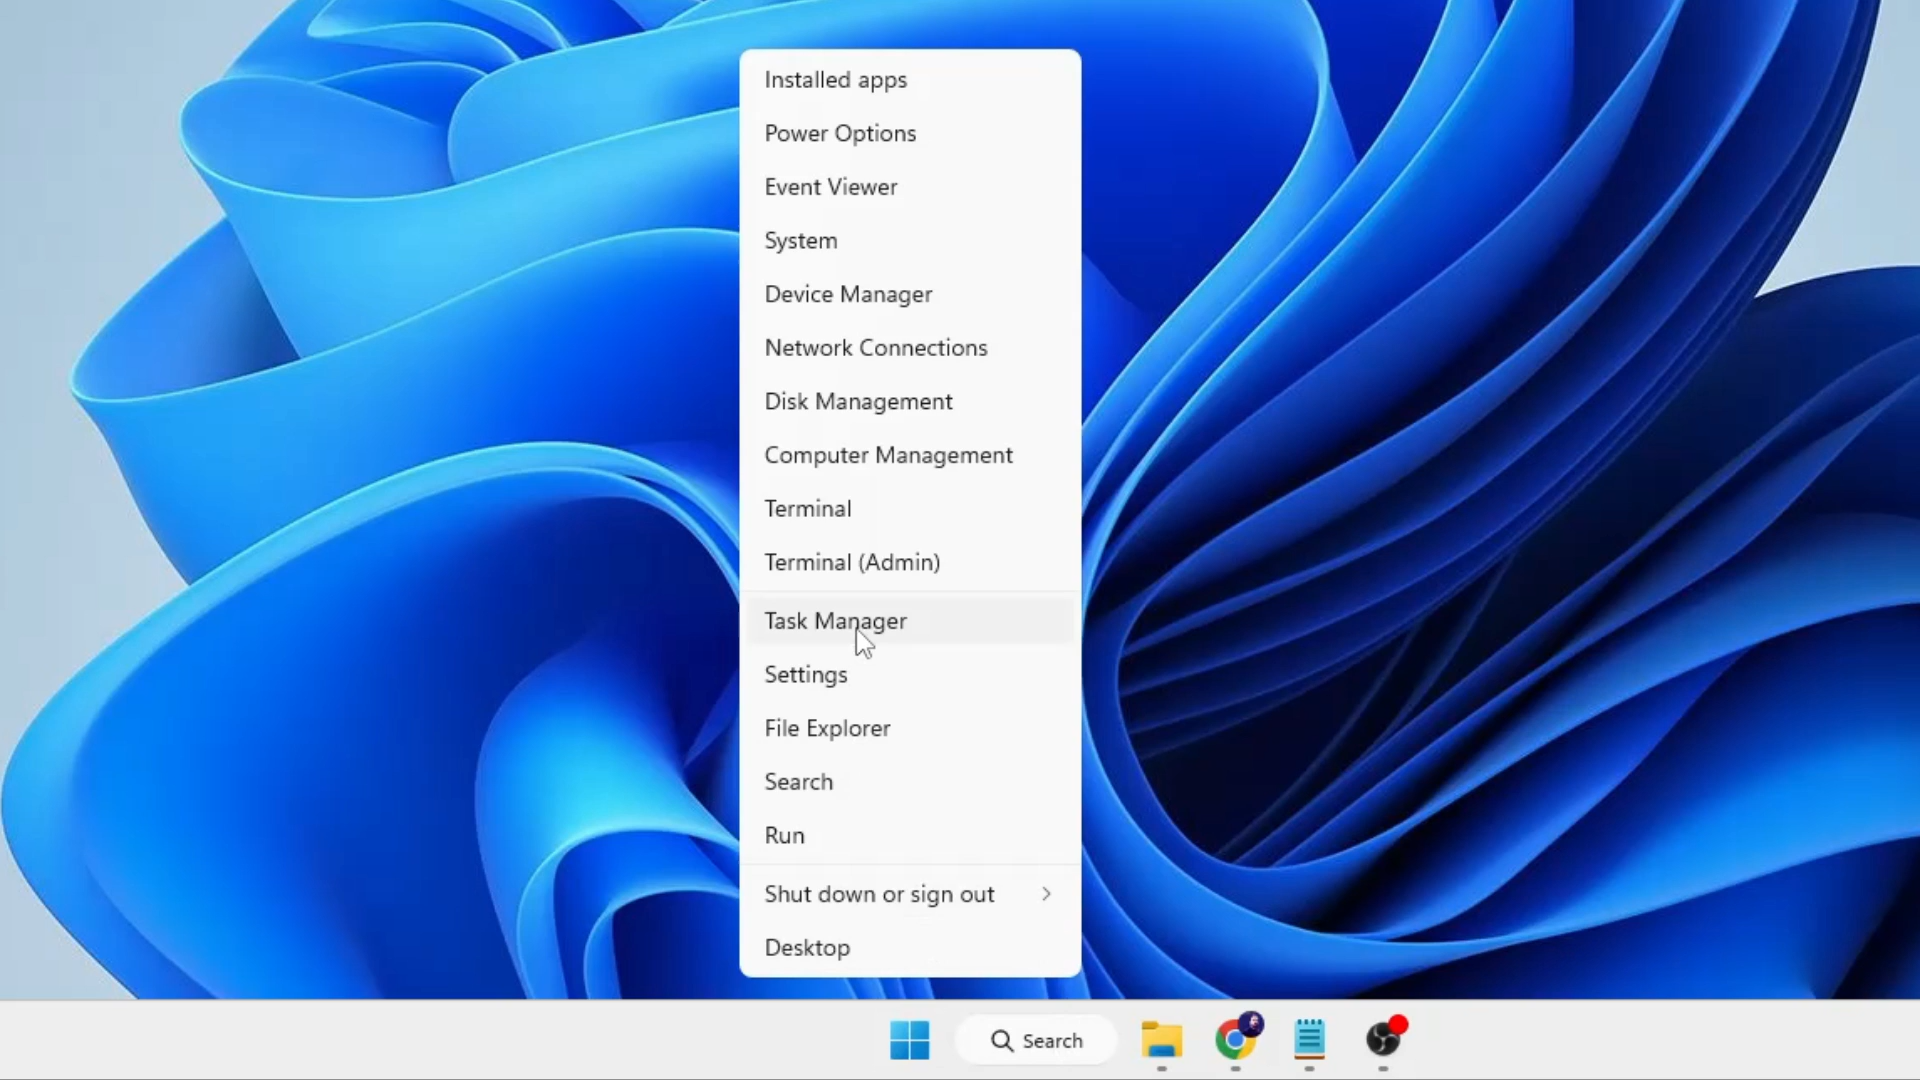 Installed apps
Power Options
Event Viewer
System
Device Manager
Network Connections
Disk Management
Computer Management
Terminal
Terminal (Admin)
Task Manager
Settings
File Explorer
Search
Run
Shut down or sign out
Desktop
Search